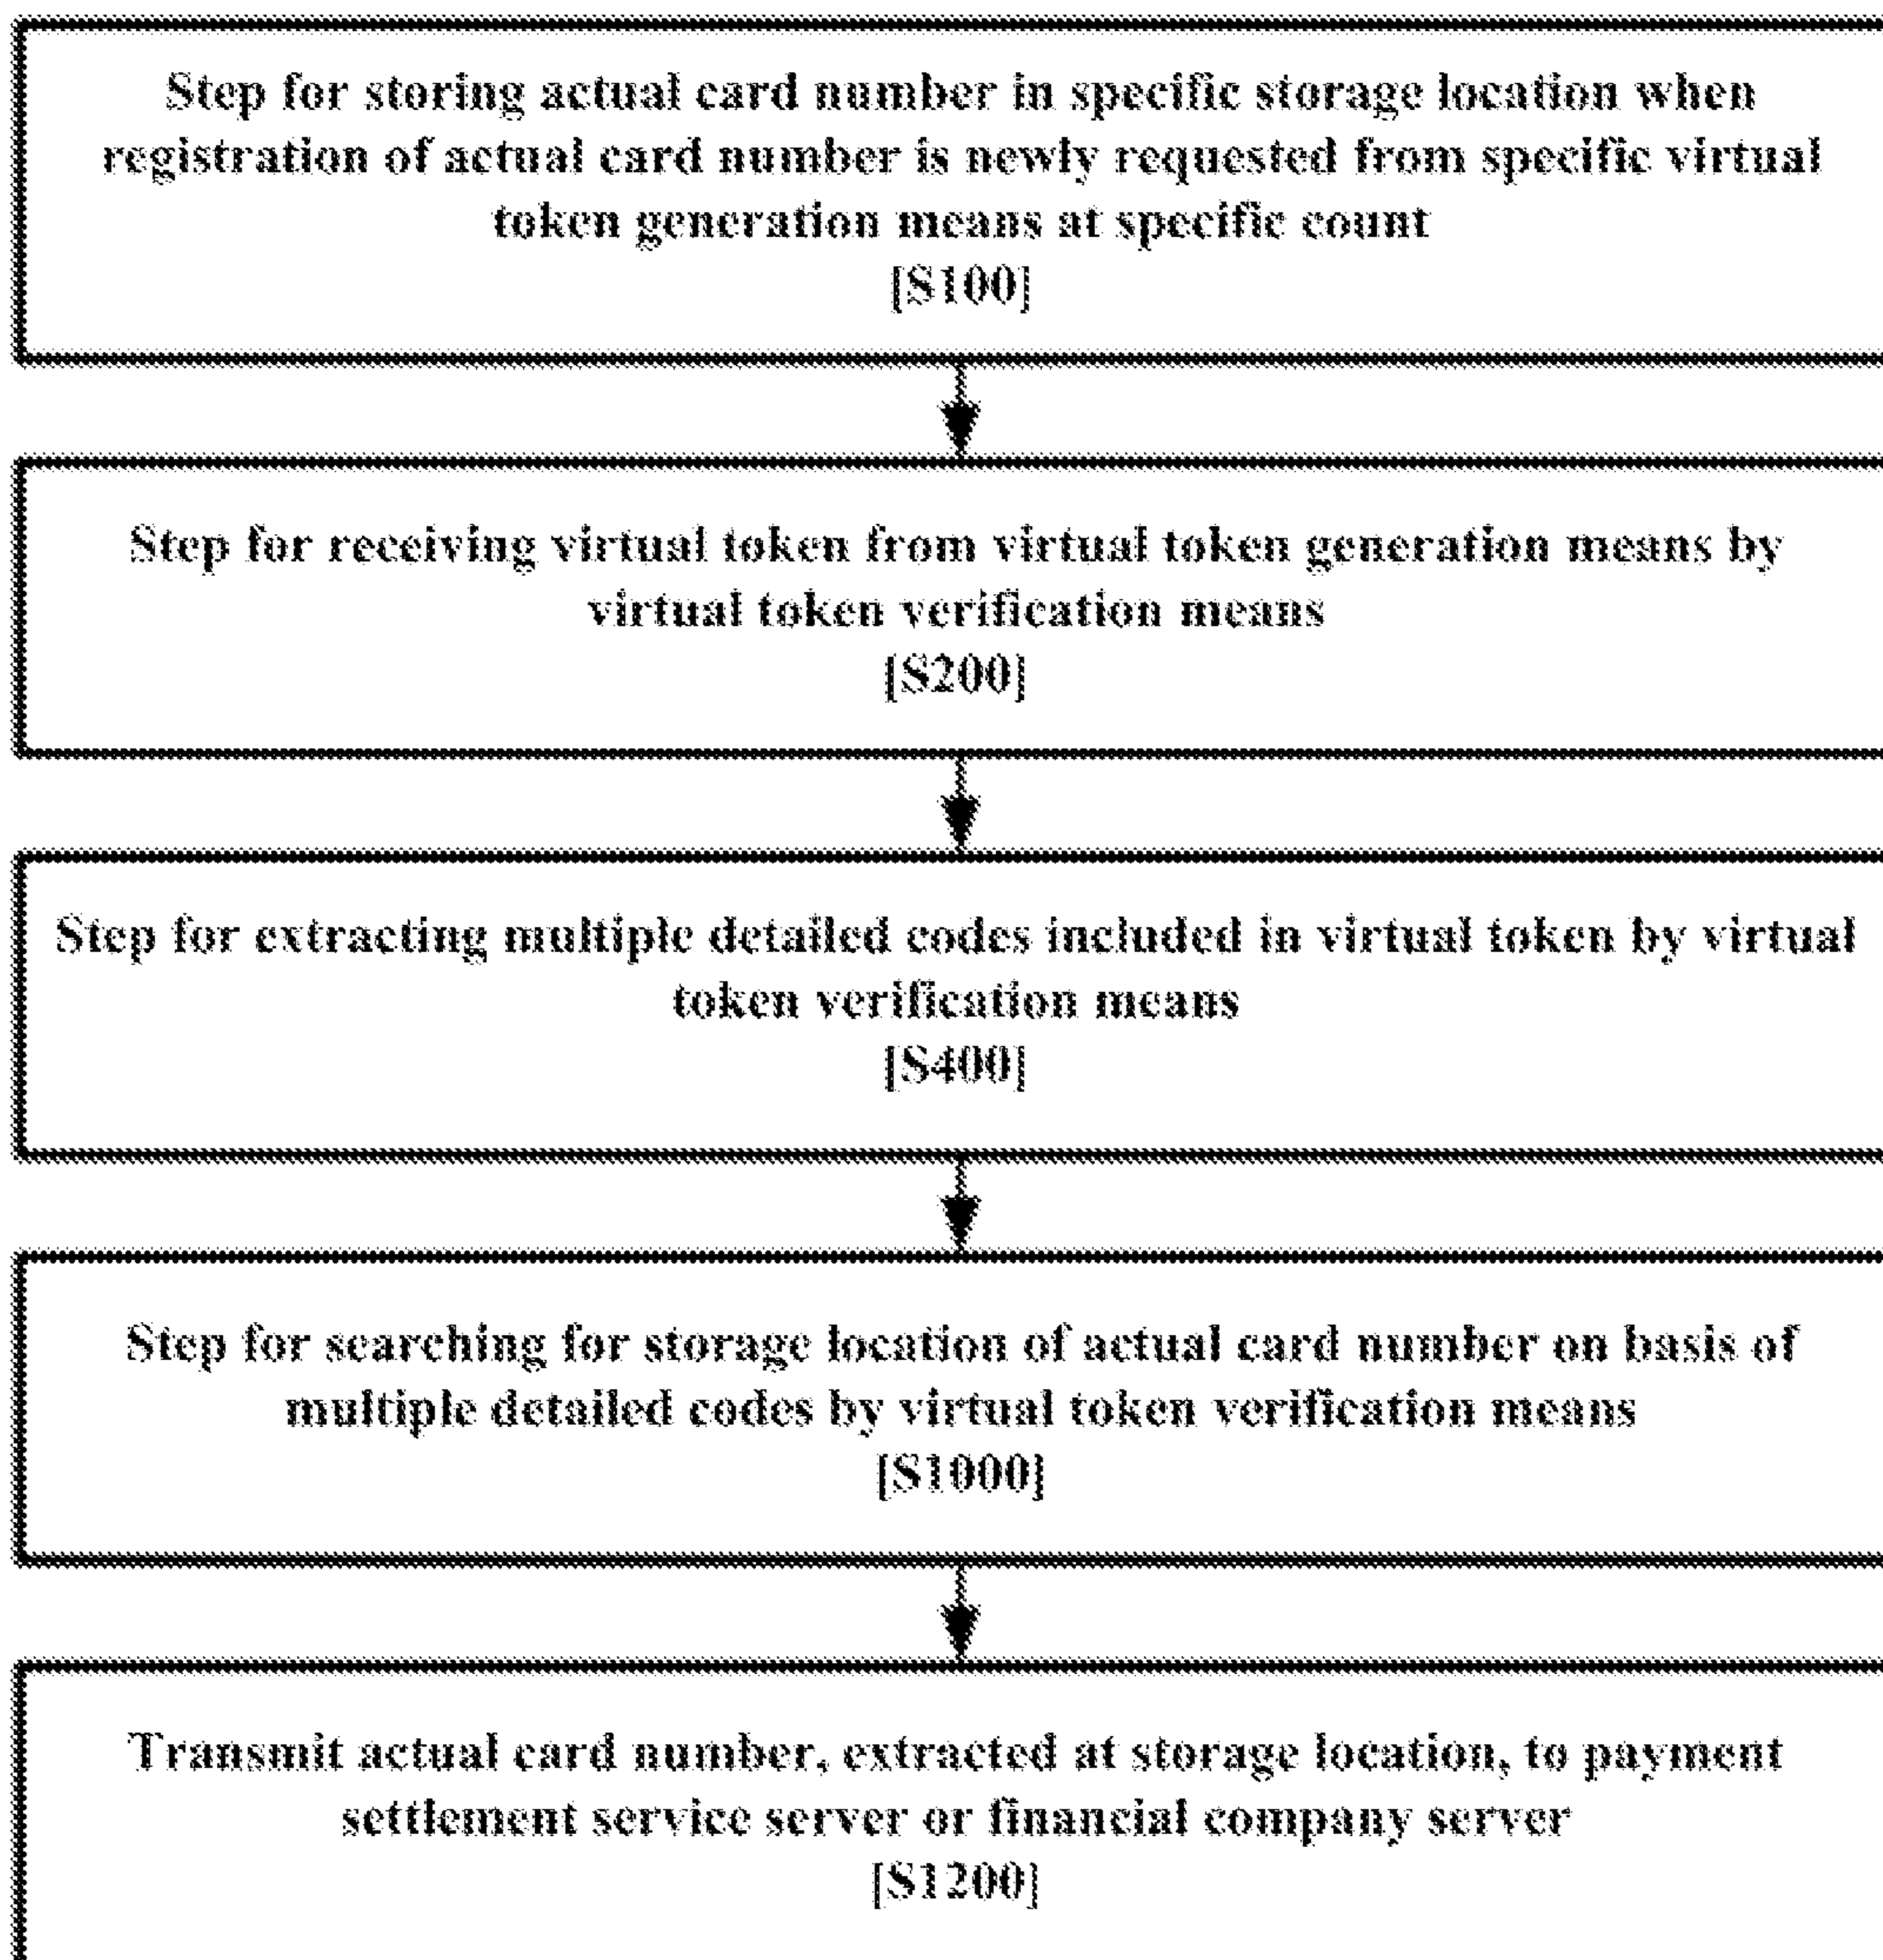 Step for storing actual card number in specific storage location when
registration of actual card number is newly requested from specific virtual
token generation means at specific count
[S100]
Step for receiving virtual token from virtual token generation means by
virtual token verification means
[S200]
Step for extracting multiple detailed codes included in virtual token by virtual
token verification means
[S400]
Step for searching for storage location of actual card number on basis of
multiple detailed codes by virtual token verification means
[S1000]
Transmit actual card number, extracted at storage location, to payment
settlement service server or financial company server
[S1200]